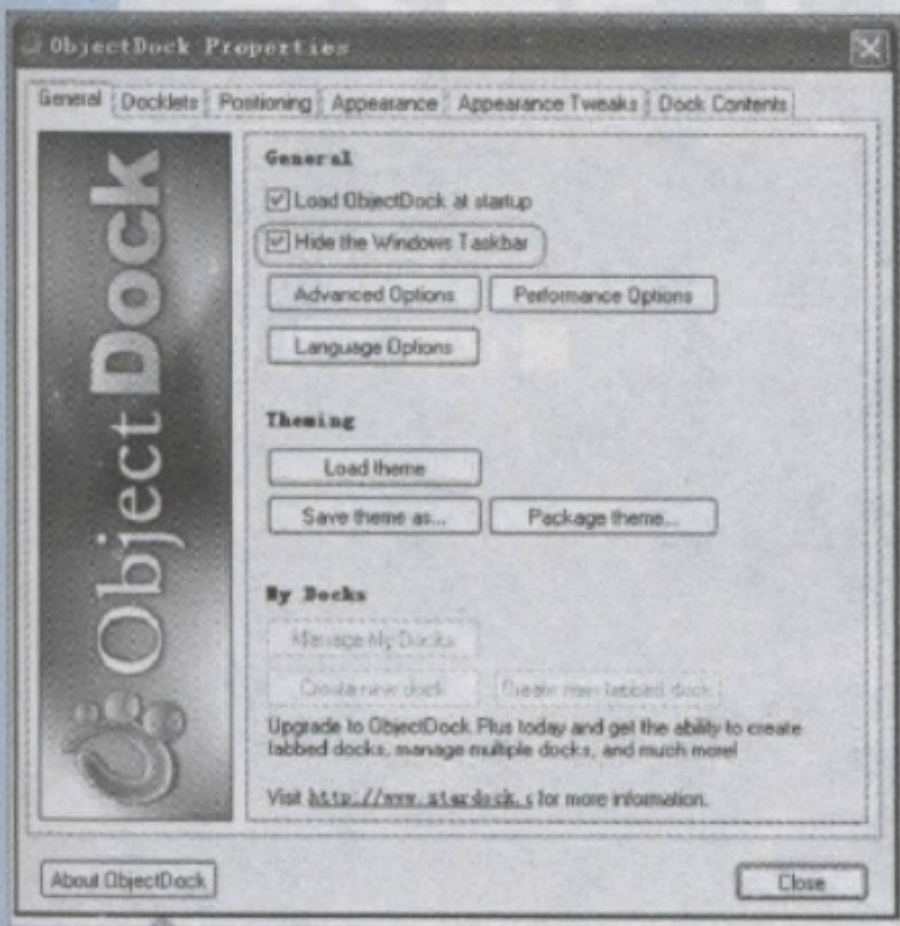 ObjectDock Properties
General Docklets Positioning Appearance Appearance Tweaks Dock Contents
ObjectDock
General
Load ObjectDock at startup
Hide the Windows Taskbar
Advanced Options Performance Options
Language Options
Theming
Load theme
Save theme as... Package theme...
My Docks
Manage My Docks
Create new dock Create new tabbed dock
Upgrade to ObjectDock Plus today and get the ability to create
tabbed docks, manage multiple docks, and much more!
Visit http://www.stardock.c for more information.
About ObjectDock Close